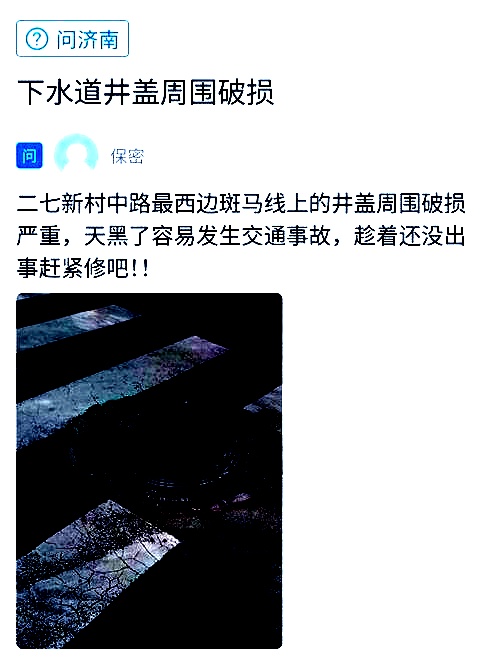 问济南
下水道井盖周围破损
问
保密
二七新村中路最西边斑马线上的井盖周围破损
严重，天黑了容易发生交通事故，趁着还没出
事赶紧修吧！！